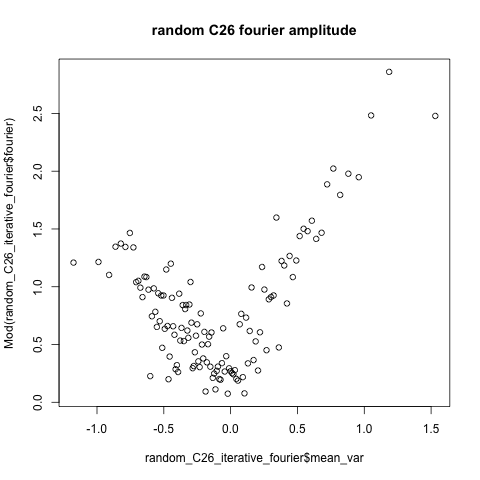 random C26 fourier amplitude
Mod(random_C26_iterative_fourier$fourier)
2.5
2.0
1.5
1.0
0.5
0.0
-1.0 -0.5 0.0 0.5 1.0 1.5
random_C26_iterative_fourier$mean_var